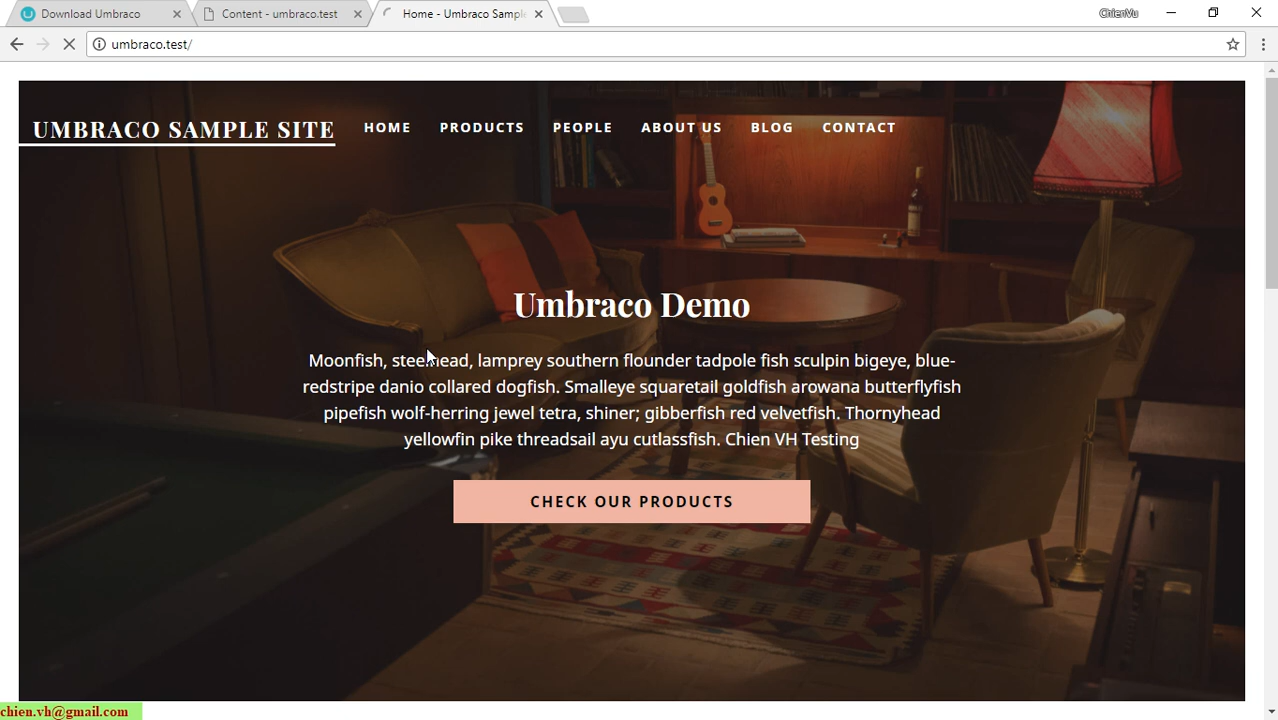 Download Umbraco
Content - umbraco.test
Home - Umbraco Sampl
ChienVu
umbraco.test/
UMBRACO SAMPLE SITE
HOME
PRODUCTS
PEOPLE
ABOUT US
BLOG
CONTACT
Umbraco Demo
Moonfish, steelhead, lamprey southern flounder tadpole fish sculpin bigeye, blue-
redstripe danio collared dogfish. Smalleye squaretail goldfish arowana butterflyfish
pipefish wolf-herring jewel tetra, shiner; gibberfish red velvetfish. Thornyhead
yellowfin pike threadsail ayu cutlassfish. Chien VH Testing
CHECK OUR PRODUCTS
chien.vh@gmail.com